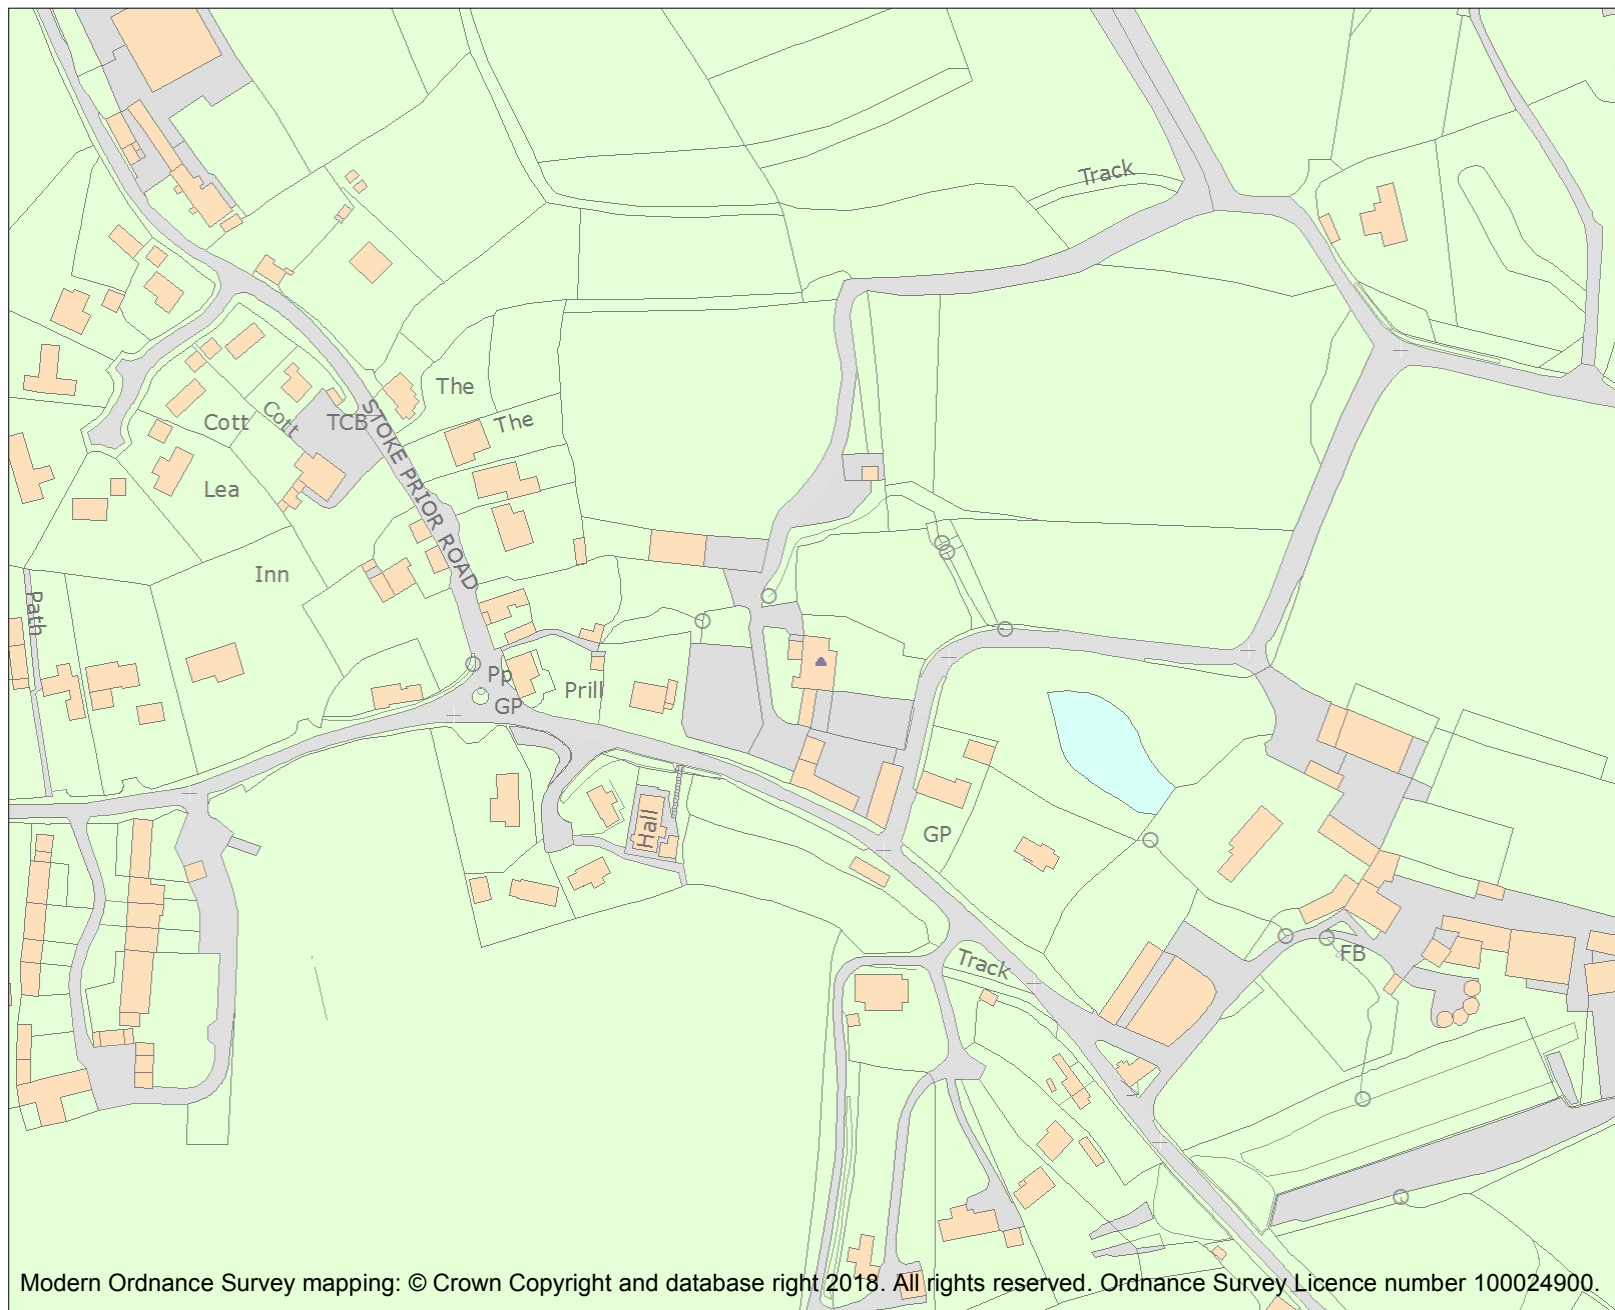 Track
The
The
Cott
Cott
TCB
STOKE PRIOR ROAD
Lea
Inn
Path
Pp
Prill
GP
Hall
GP
Track
FB
Modern Ordnance Survey mapping: © Crown Copyright and database right 2018. All rights reserved. Ordnance Survey Licence number 100024900.